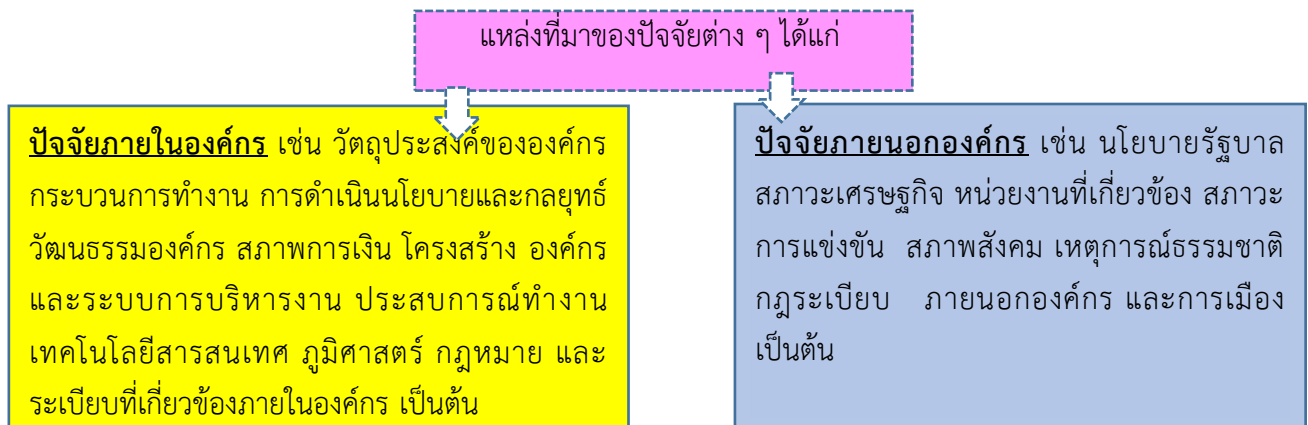 แหล่งที่มาของปัจจัยต่าง ๆ ได้แก่
ปัจจัยภายในองค์กร เช่น วัตถุประสงค์ขององค์กร
กระบวนการทำงาน การดำเนินนโยบายและกลยุทธ์
วัฒนธรรมองค์กร สภาพการเงิน โครงสร้าง องค์กร
และระบบการบริหารงาน ประสบการณ์ทำงาน
เทคโนโลยีสารสนเทศ ภูมิศาสตร์ กฎหมาย และ
ระเบียบที่เกี่ยวข้องภายในองค์กร เป็นต้น
ปัจจัยภายนอกองค์กร เช่น นโยบายรัฐบาล
สภาวะเศรษฐกิจ หน่วยงานที่เกี่ยวข้อง สภาวะ
การแข่งขัน สภาพสังคม เหตุการณ์ธรรมชาติ
กฎระเบียบ ภายนอกองค์กร และการเมือง
เป็นต้น